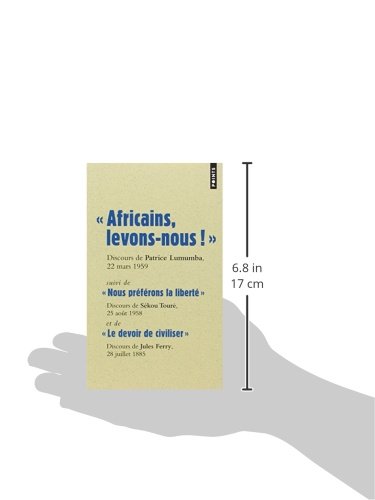 POINTS
« Africains,
levons-nous ! »
Discours de Patrice Lumumba,
22 mars 1959
suivi de
« Nous préférons la liberté »
Discours de Sékou Touré,
25 août 1958
et de
« Le devoir de civiliser »
Discours de Jules Ferry,
28 juillet 1885
6.8 in
17 cm